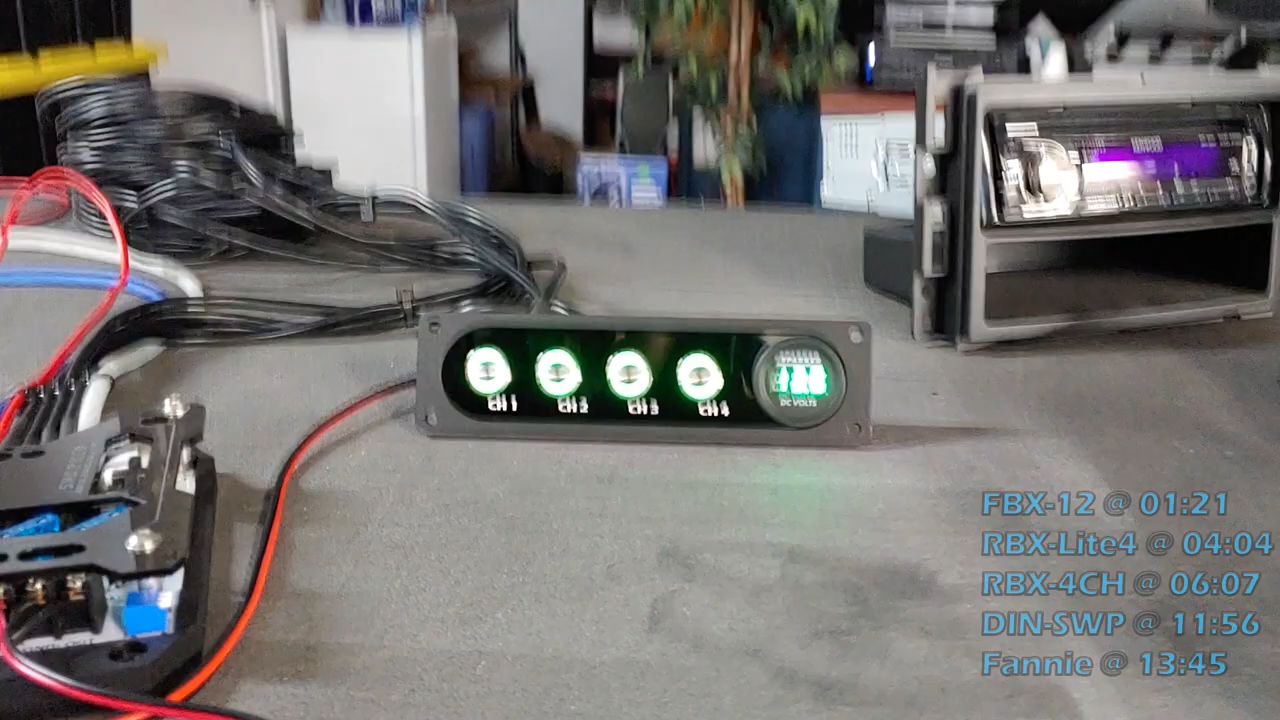 CH 1
CH 2
CH 3
CH 4
DC VOLTS
FBX-12 @ 01:21
RBX-Lite4 @ 04:04
RBX-4CH @ 06:07
DIN-SWP @ 11:56
Fannie @ 13:45